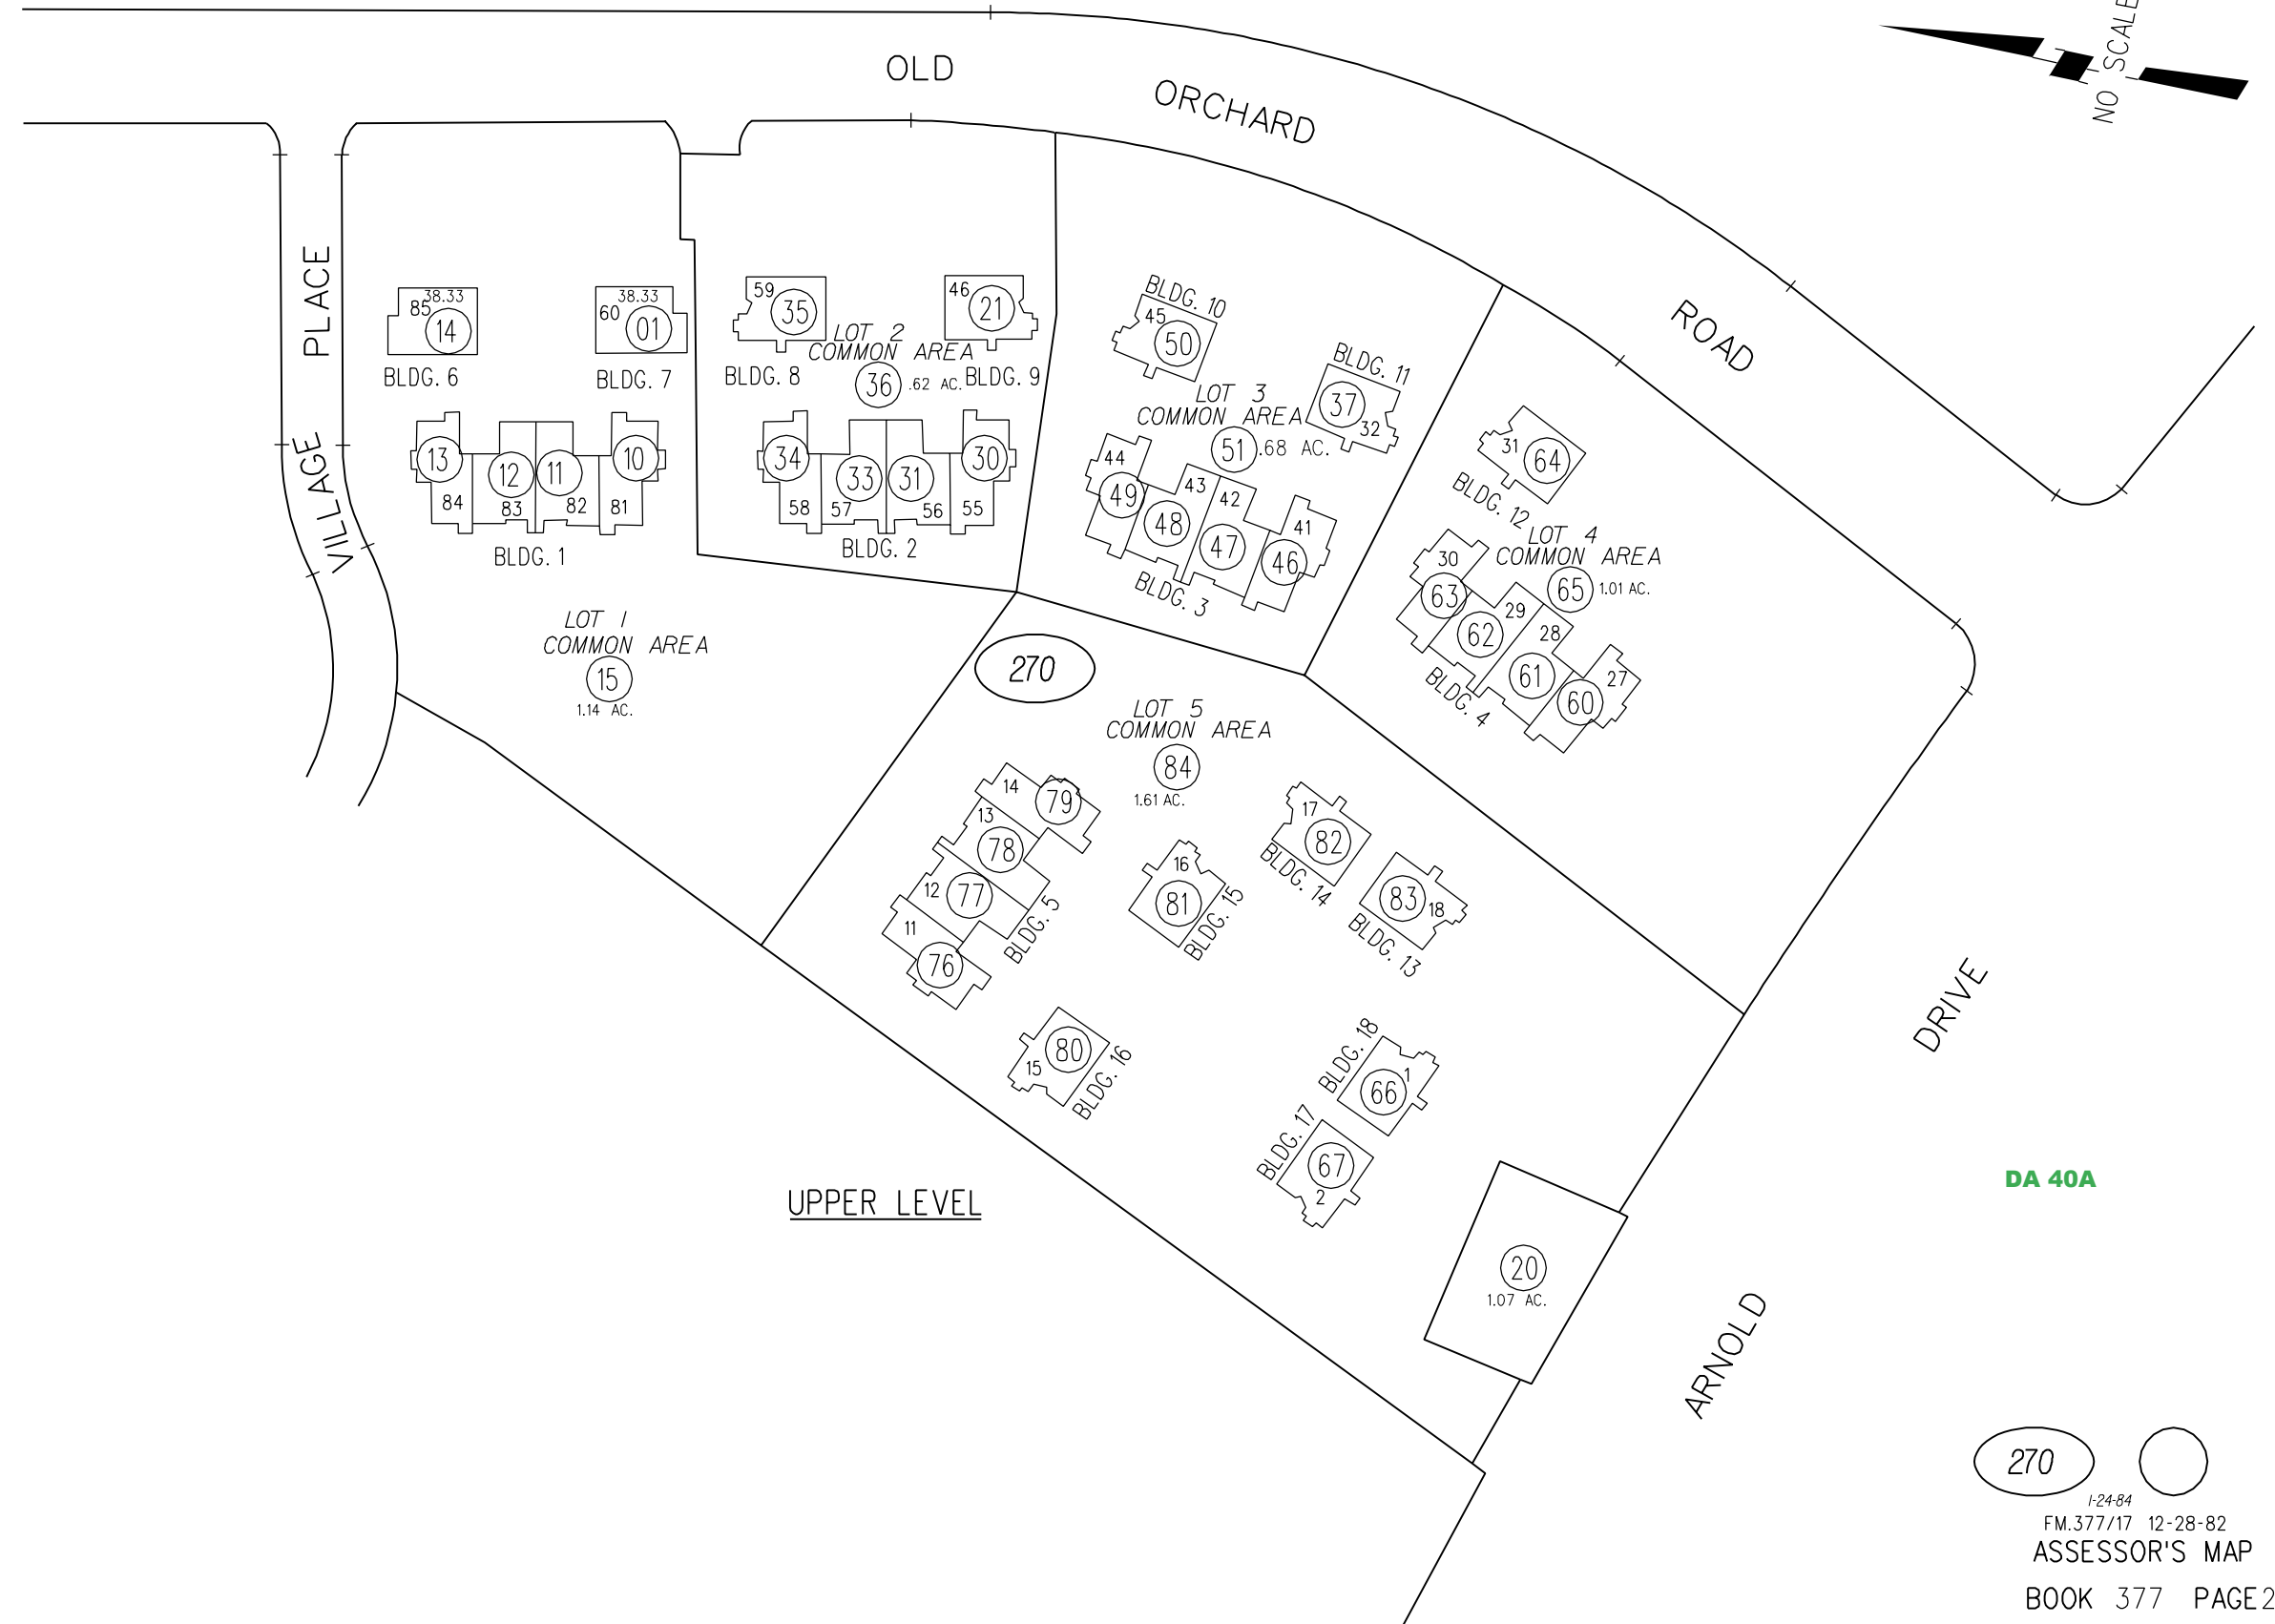 NO SCALE
OLD ORCHARD ROAD
VILLAGE PLACE
38.33
85
14
BLDG. 6
38.33
60
01
BLDG. 7
59
35
BLDG. 8
46
21
BLDG. 9
LOT 2
COMMON AREA
36 .62 AC.
13
12
11
10
84
83
82
81
BLDG. 1
34
33
31
30
58
57
56
55
BLDG. 2
LOT 1
COMMON AREA
15
1.14 AC.
BLDG. 10
45
50
BLDG. 11
37
32
LOT 3
COMMON AREA
51 .68 AC.
44
49
43
48
42
47
41
46
BLDG. 3
31
64
BLDG. 12
LOT 4
COMMON AREA
65 1.01 AC.
30
63
29
62
28
61
27
60
BLDG. 4
270
LOT 5
COMMON AREA
84
1.61 AC.
14
79
13
78
12
77
11
76
BLDG. 5
16
81
BLDG. 15
17
82
BLDG. 14
83
18
BLDG. 13
80
15
BLDG. 16
BLDG. 18
1
66
BLDG. 17
67
2
20
1.07 AC.
UPPER LEVEL
ARNOLD DRIVE
DA 40A
270
1-24-84
FM.377/17 12-28-82
ASSESSOR'S MAP
BOOK 377 PAGE 2